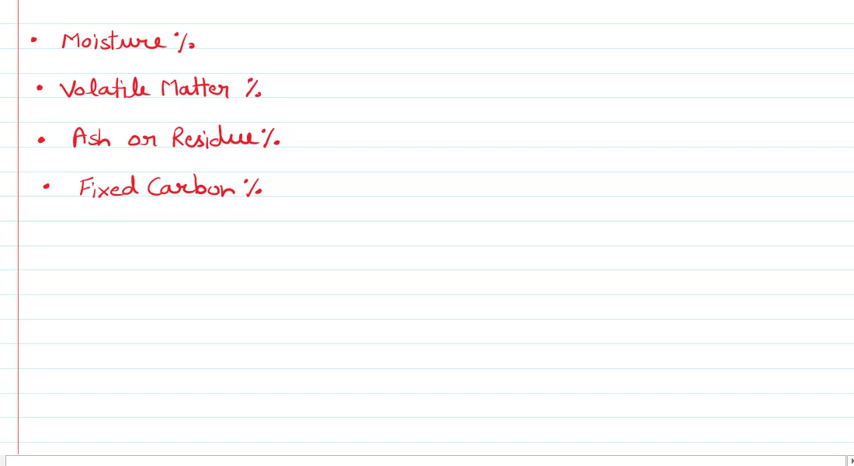 • Moisture %
• Volatile Matter %
• Ash or Residue %
• Fixed Carbon %